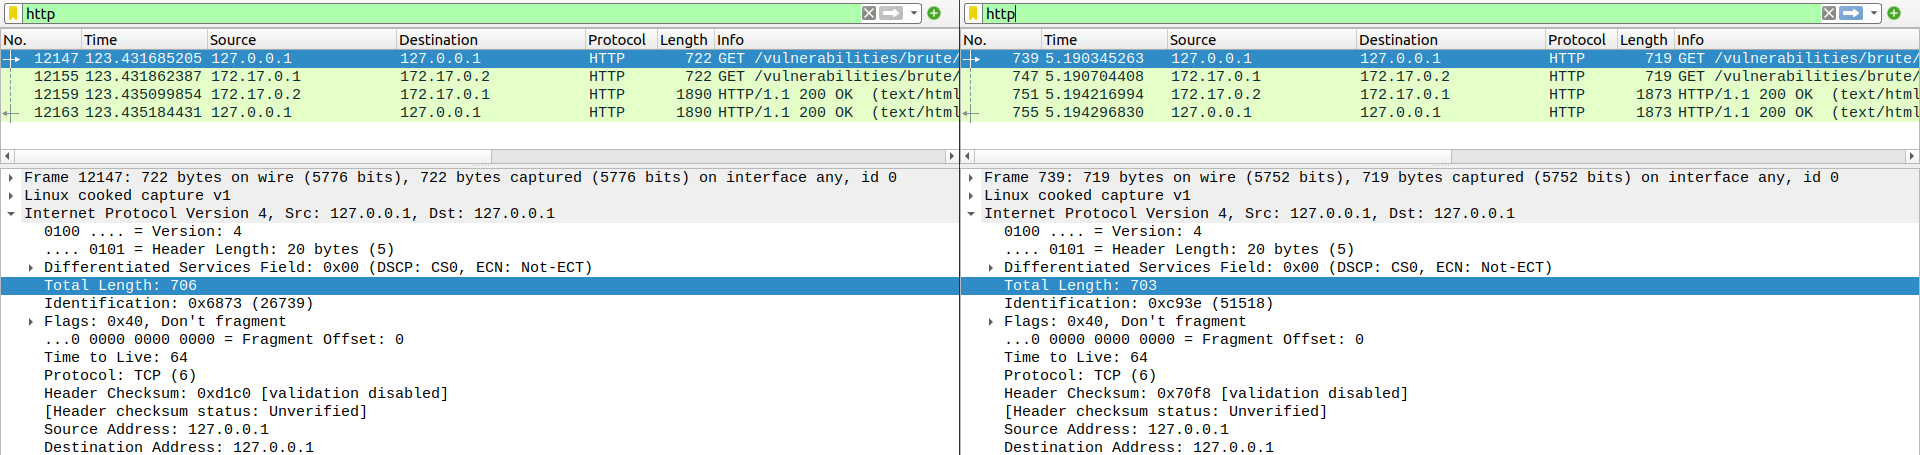 http
No. Time Source Destination Protocol Length Info
12147 123.431685205 127.0.0.1 127.0.0.1 HTTP 722 GET /vulnerabilities/brute/
12155 123.431862387 172.17.0.1 172.17.0.2 HTTP 722 GET /vulnerabilities/brute/
12159 123.435099854 172.17.0.2 172.17.0.1 HTTP 1890 HTTP/1.1 200 OK (text/html
12163 123.435184431 127.0.0.1 127.0.0.1 HTTP 1890 HTTP/1.1 200 OK (text/html
Frame 12147: 722 bytes on wire (5776 bits), 722 bytes captured (5776 bits) on interface any, id 0
Linux cooked capture v1
Internet Protocol Version 4, Src: 127.0.0.1, Dst: 127.0.0.1
0100 .... = Version: 4
.... 0101 = Header Length: 20 bytes (5)
Differentiated Services Field: 0x00 (DSCP: CS0, ECN: Not-ECT)
Total Length: 706
Identification: 0x6873 (26739)
Flags: 0x40, Don't fragment
...0 0000 0000 0000 = Fragment Offset: 0
Time to Live: 64
Protocol: TCP (6)
Header Checksum: 0xd1c0 [validation disabled]
[Header checksum status: Unverified]
Source Address: 127.0.0.1
Destination Address: 127.0.0.1
http
No. Time Source Destination Protocol Length Info
739 5.190345263 127.0.0.1 127.0.0.1 HTTP 719 GET /vulnerabilities/brute/
747 5.190704408 172.17.0.1 172.17.0.2 HTTP 719 GET /vulnerabilities/brute/
751 5.194216994 172.17.0.2 172.17.0.1 HTTP 1873 HTTP/1.1 200 OK (text/html
755 5.194296830 127.0.0.1 127.0.0.1 HTTP 1873 HTTP/1.1 200 OK (text/html
Frame 739: 719 bytes on wire (5752 bits), 719 bytes captured (5752 bits) on interface any, id 0
Linux cooked capture v1
Internet Protocol Version 4, Src: 127.0.0.1, Dst: 127.0.0.1
0100 .... = Version: 4
.... 0101 = Header Length: 20 bytes (5)
Differentiated Services Field: 0x00 (DSCP: CS0, ECN: Not-ECT)
Total Length: 703
Identification: 0xc93e (51518)
Flags: 0x40, Don't fragment
...0 0000 0000 0000 = Fragment Offset: 0
Time to Live: 64
Protocol: TCP (6)
Header Checksum: 0x70f8 [validation disabled]
[Header checksum status: Unverified]
Source Address: 127.0.0.1
Destination Address: 127.0.0.1